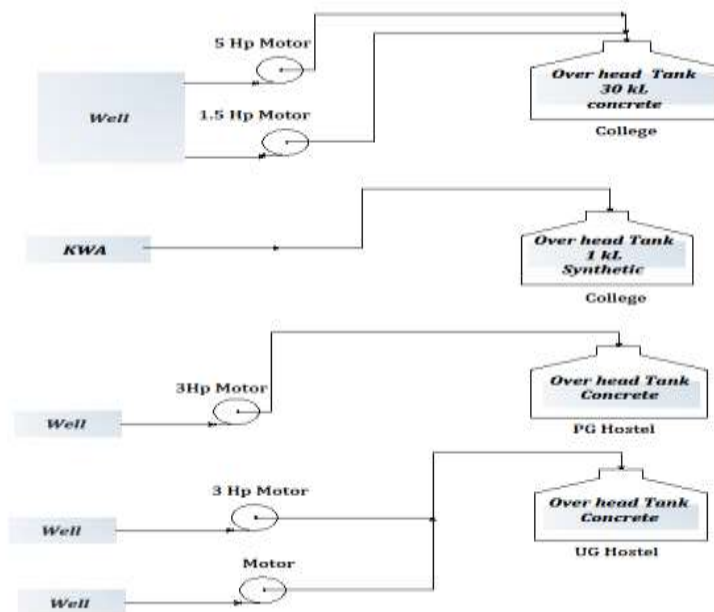 5 Hp Motor
Well
1.5 Hp Motor
Over head Tank
30 kL
concrete
College
KWA
Over head Tank
1 kL
Synthetic
College
3Hp Motor
Well
Over head Tank
Concrete
PG Hostel
3 Hp Motor
Well
Over head Tank
Concrete
UG Hostel
Motor
Well